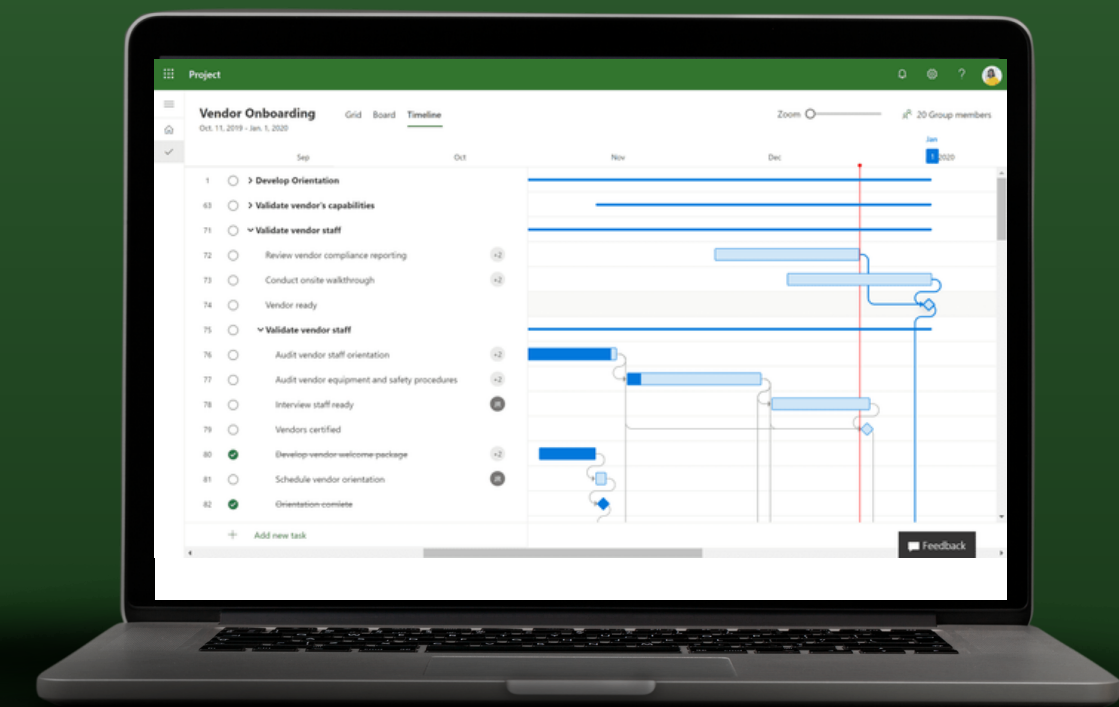 Project
?
Vendor Onboarding Grid Board Timeline Zoom 20 Group members
Oct. 11, 2019 - Jan. 1, 2020
Jan
Sep Oct Nov Dec 1 2020
1 Develop Orientation
63 Validate vendor's capabilities
71 Validate vendor staff
72 Review vendor compliance reporting +2
73 Conduct onsite walkthrough +2
74 Vendor ready
75 Validate vendor staff
76 Audit vendor staff orientation +2
77 Audit vendor equipment and safety procedures +2
78 Interview staff ready JR
79 Vendors certified
80 Develop vendor welcome package +2
81 Schedule vendor orientation JR
82 Orientation comlete
+ Add new task
Feedback